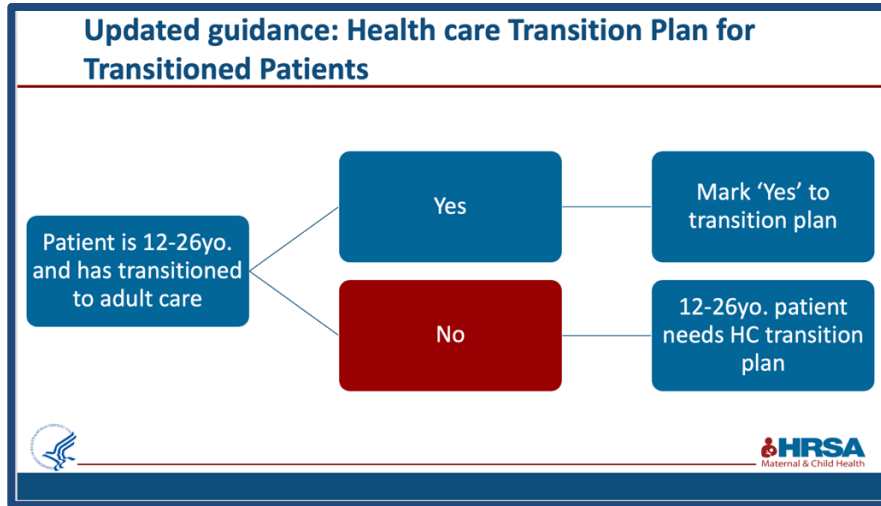 Updated guidance: Health care Transition Plan for
Transitioned Patients
Patient is 12-26yo.
and has transitioned
to adult care
Yes
Mark ‘Yes’ to
transition plan
No
12-26yo. patient
needs HC transition
plan
HRSA
Maternal & Child Health